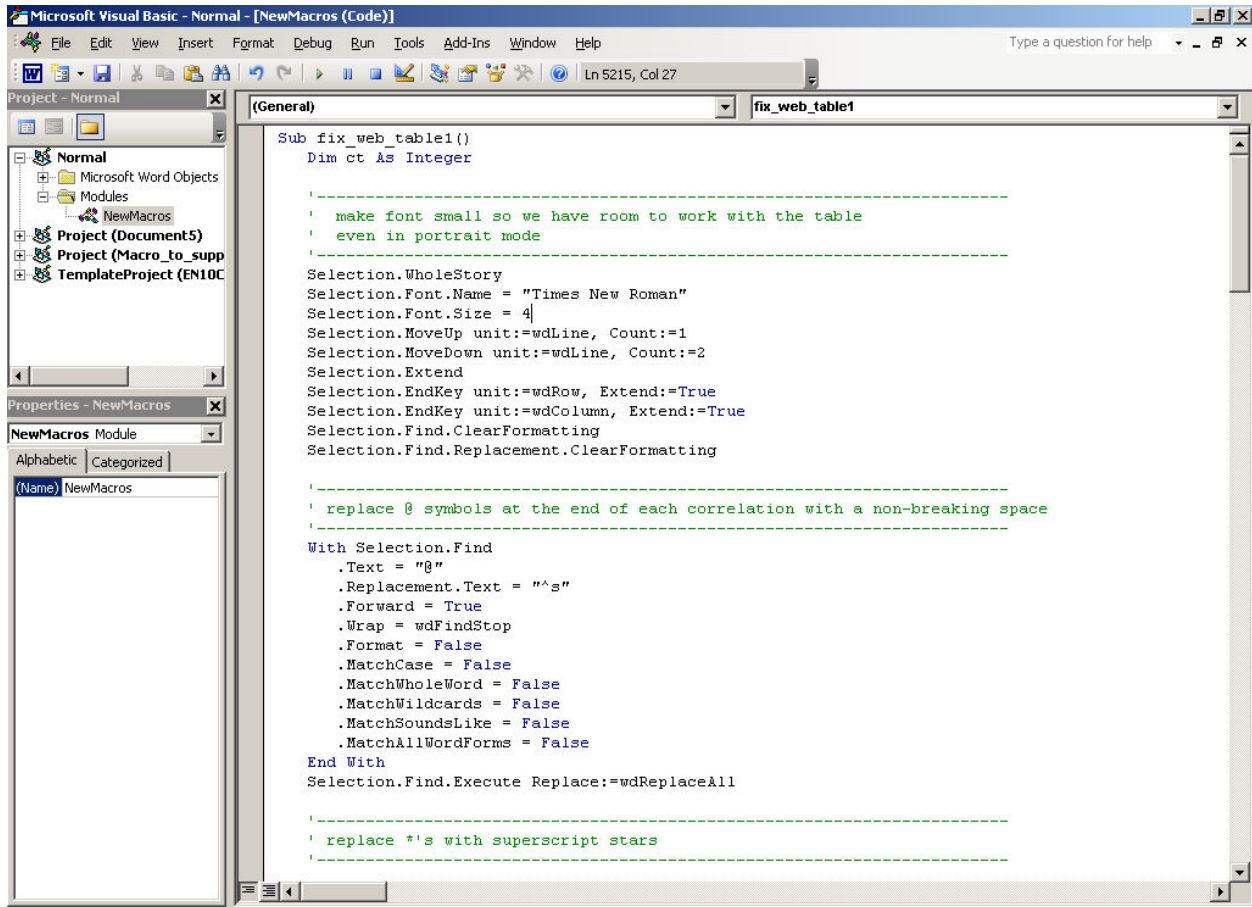 Microsoft Visual Basic - Normal - [NewMacros (Code)]
File Edit View Insert Format Debug Run Tools Add-Ins Window Help Type a question for help
Ln 5215, Col 27
Project - Normal
Normal
Microsoft Word Objects
Modules
NewMacros
Project (Document5)
Project (Macro_to_supp
TemplateProject (EN10C
Properties - NewMacros
NewMacros Module
Alphabetic Categorized
(Name) NewMacros
(General) fix_web_table1
Sub fix_web_table1()
Dim ct As Integer
'-----------------------------------------------------------------------
' make font small so we have room to work with the table
' even in portrait mode
'-----------------------------------------------------------------------
Selection.WholeStory
Selection.Font.Name = "Times New Roman"
Selection.Font.Size = 4
Selection.MoveUp unit:=wdLine, Count:=1
Selection.MoveDown unit:=wdLine, Count:=2
Selection.Extend
Selection.EndKey unit:=wdRow, Extend:=True
Selection.EndKey unit:=wdColumn, Extend:=True
Selection.Find.ClearFormatting
Selection.Find.Replacement.ClearFormatting
'-----------------------------------------------------------------------
' replace @ symbols at the end of each correlation with a non-breaking space
'-----------------------------------------------------------------------
With Selection.Find
.Text = "@"
.Replacement.Text = "^s"
.Forward = True
.Wrap = wdFindStop
.Format = False
.MatchCase = False
.MatchWholeWord = False
.MatchWildcards = False
.MatchSoundsLike = False
.MatchAllWordForms = False
End With
Selection.Find.Execute Replace:=wdReplaceAll
'-----------------------------------------------------------------------
' replace *'s with superscript stars
'-----------------------------------------------------------------------